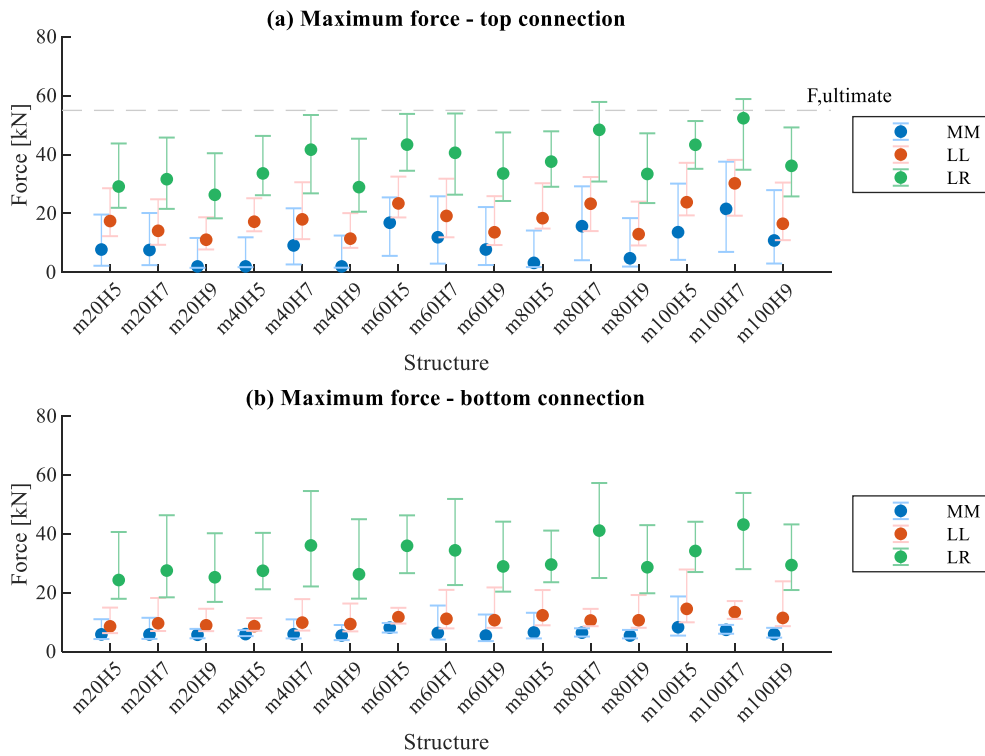 (a) Maximum force - top connection
80
60
40
20
0
Force [kN]
F,ultimate
MM
LL
LR
m20H5
m20H7
m20H9
m40H5
m40H7
m40H9
m60H5
m60H7
m60H9
m80H5
m80H7
m80H9
m100H5
m100H7
m100H9
Structure
(b) Maximum force - bottom connection
80
60
40
20
0
Force [kN]
MM
LL
LR
m20H5
m20H7
m20H9
m40H5
m40H7
m40H9
m60H5
m60H7
m60H9
m80H5
m80H7
m80H9
m100H5
m100H7
m100H9
Structure